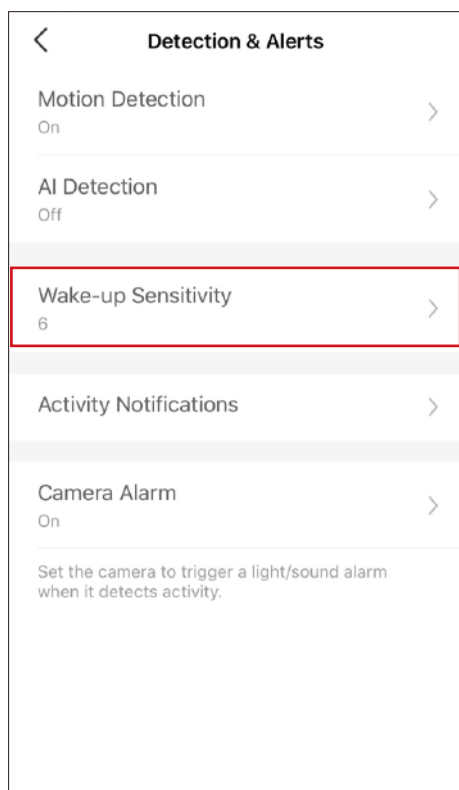 Detection & Alerts
Motion Detection
On
AI Detection
Off
Wake-up Sensitivity
6
Activity Notifications
Camera Alarm
On
Set the camera to trigger a light/sound alarm
when it detects activity.